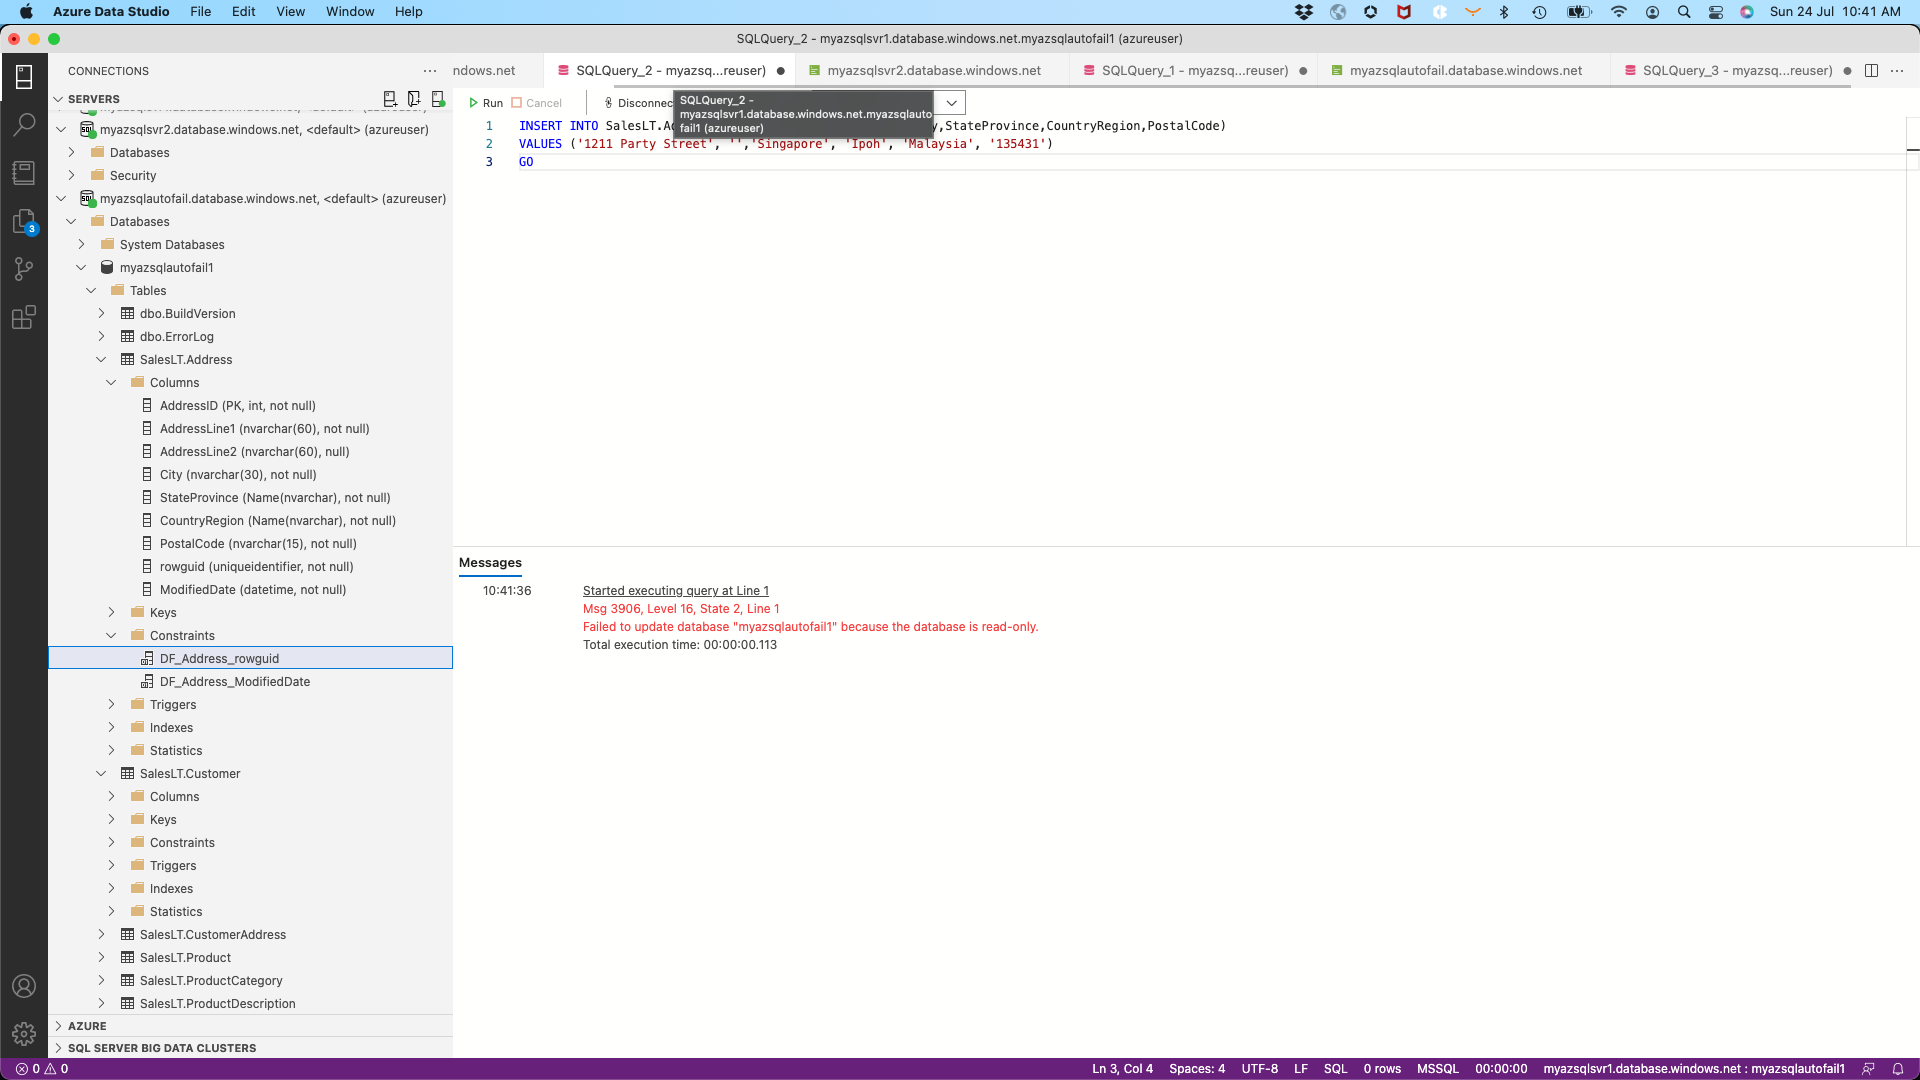 Azure Data Studio File Edit View Window Help Sun 24 Jul 10:41 AM
SQLQuery_2 - myazsqlsvr1.database.windows.net.myazsqlautofail1 (azureuser)
CONNECTIONS
ndows.net SQLQuery_2 - myazsq...reuser) myazsqlsvr2.database.windows.net SQLQuery_1 - myazsq...reuser) myazsqlautofail.database.windows.net SQLQuery_3 - myazsq...reuser)
SERVERS
Run Cancel Disconnec
SQLQuery_2 -
myazsqlsvr1.database.windows.net.myazsqlauto
fail1 (azureuser)
1 INSERT INTO SalesLT.A ,StateProvince,CountryRegion,PostalCode)
2 VALUES ('1211 Party Street', '','Singapore', 'Ipoh', 'Malaysia', '135431')
3 GO
myazsqlsvr2.database.windows.net, <default> (azureuser)
Databases
Security
myazsqlautofail.database.windows.net, <default> (azureuser)
Databases
System Databases
myazsqlautofail1
Tables
dbo.BuildVersion
dbo.ErrorLog
SalesLT.Address
Columns
AddressID (PK, int, not null)
AddressLine1 (nvarchar(60), not null)
AddressLine2 (nvarchar(60), null)
City (nvarchar(30), not null)
StateProvince (Name(nvarchar), not null)
CountryRegion (Name(nvarchar), not null)
PostalCode (nvarchar(15), not null)
rowguid (uniqueidentifier, not null)
ModifiedDate (datetime, not null)
Keys
Constraints
DF_Address_rowguid
DF_Address_ModifiedDate
Triggers
Indexes
Statistics
SalesLT.Customer
Columns
Keys
Constraints
Triggers
Indexes
Statistics
SalesLT.CustomerAddress
SalesLT.Product
SalesLT.ProductCategory
SalesLT.ProductDescription
AZURE
SQL SERVER BIG DATA CLUSTERS
3
Messages
10:41:36 Started executing query at Line 1
Msg 3906, Level 16, State 2, Line 1
Failed to update database "myazsqlautofail1" because the database is read-only.
Total execution time: 00:00:00.113
0 0 Ln 3, Col 4 Spaces: 4 UTF-8 LF SQL 0 rows MSSQL 00:00:00 myazsqlsvr1.database.windows.net : myazsqlautofail1